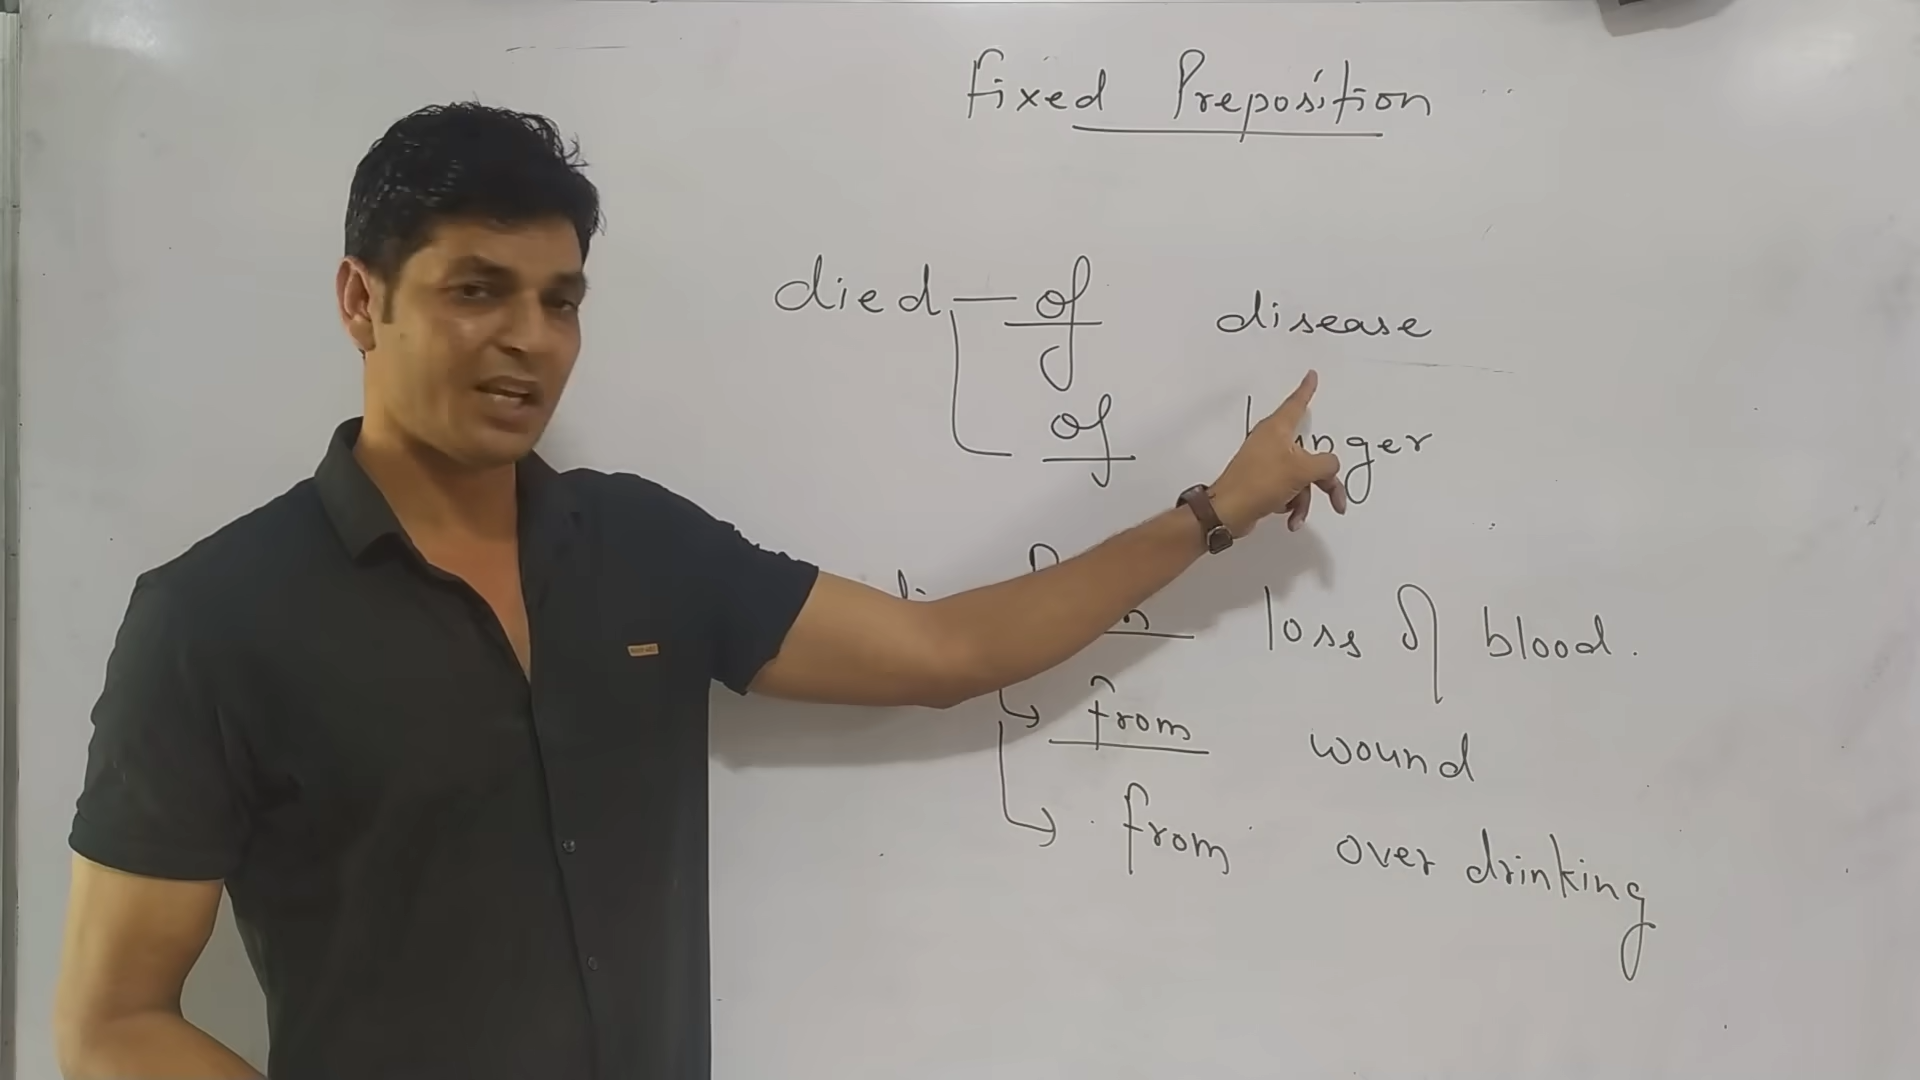 fixed Preposition
died — of disease
of hunger
loss of blood.
from wound
from over drinking